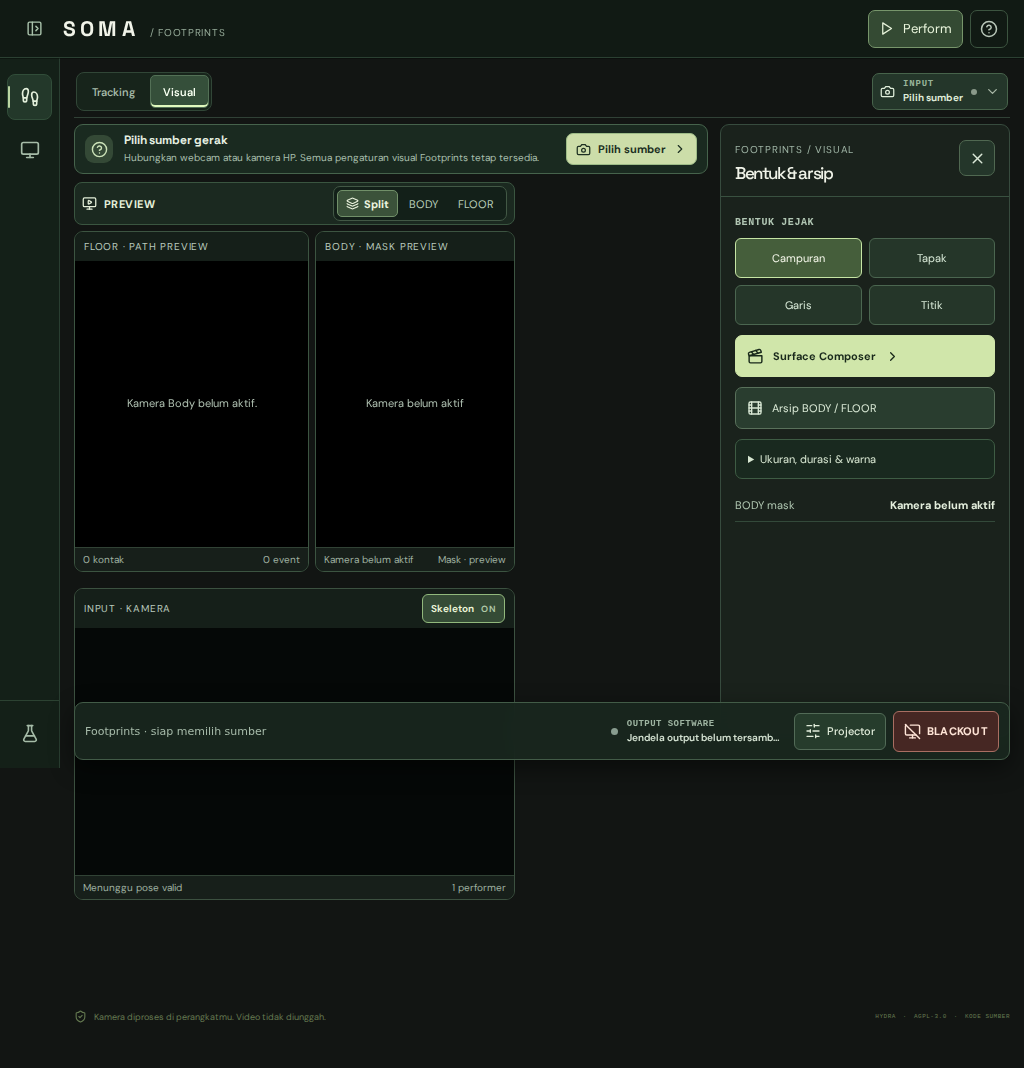 SOMA / FOOTPRINTS
Perform
Tracking
Visual
INPUT
Pilih sumber
Pilih sumber gerak
Hubungkan webcam atau kamera HP. Semua pengaturan visual Footprints tetap tersedia.
Pilih sumber
PREVIEW
Split
BODY
FLOOR
FLOOR · PATH PREVIEW
Kamera Body belum aktif.
0 kontak
0 event
BODY · MASK PREVIEW
Kamera belum aktif
Kamera belum aktif
Mask · preview
INPUT · KAMERA
Skeleton ON
Menunggu pose valid
1 performer
FOOTPRINTS / VISUAL
Bentuk & arsip
BENTUK JEJAK
Campuran
Tapak
Garis
Titik
Surface Composer
Arsip BODY / FLOOR
Ukuran, durasi & warna
BODY mask
Kamera belum aktif
Footprints · siap memilih sumber
OUTPUT SOFTWARE
Jendela output belum tersamb...
Projector
BLACKOUT
Kamera diproses di perangkatmu. Video tidak diunggah.
HYDRA · AGPL-3.0 · KODE SUMBER